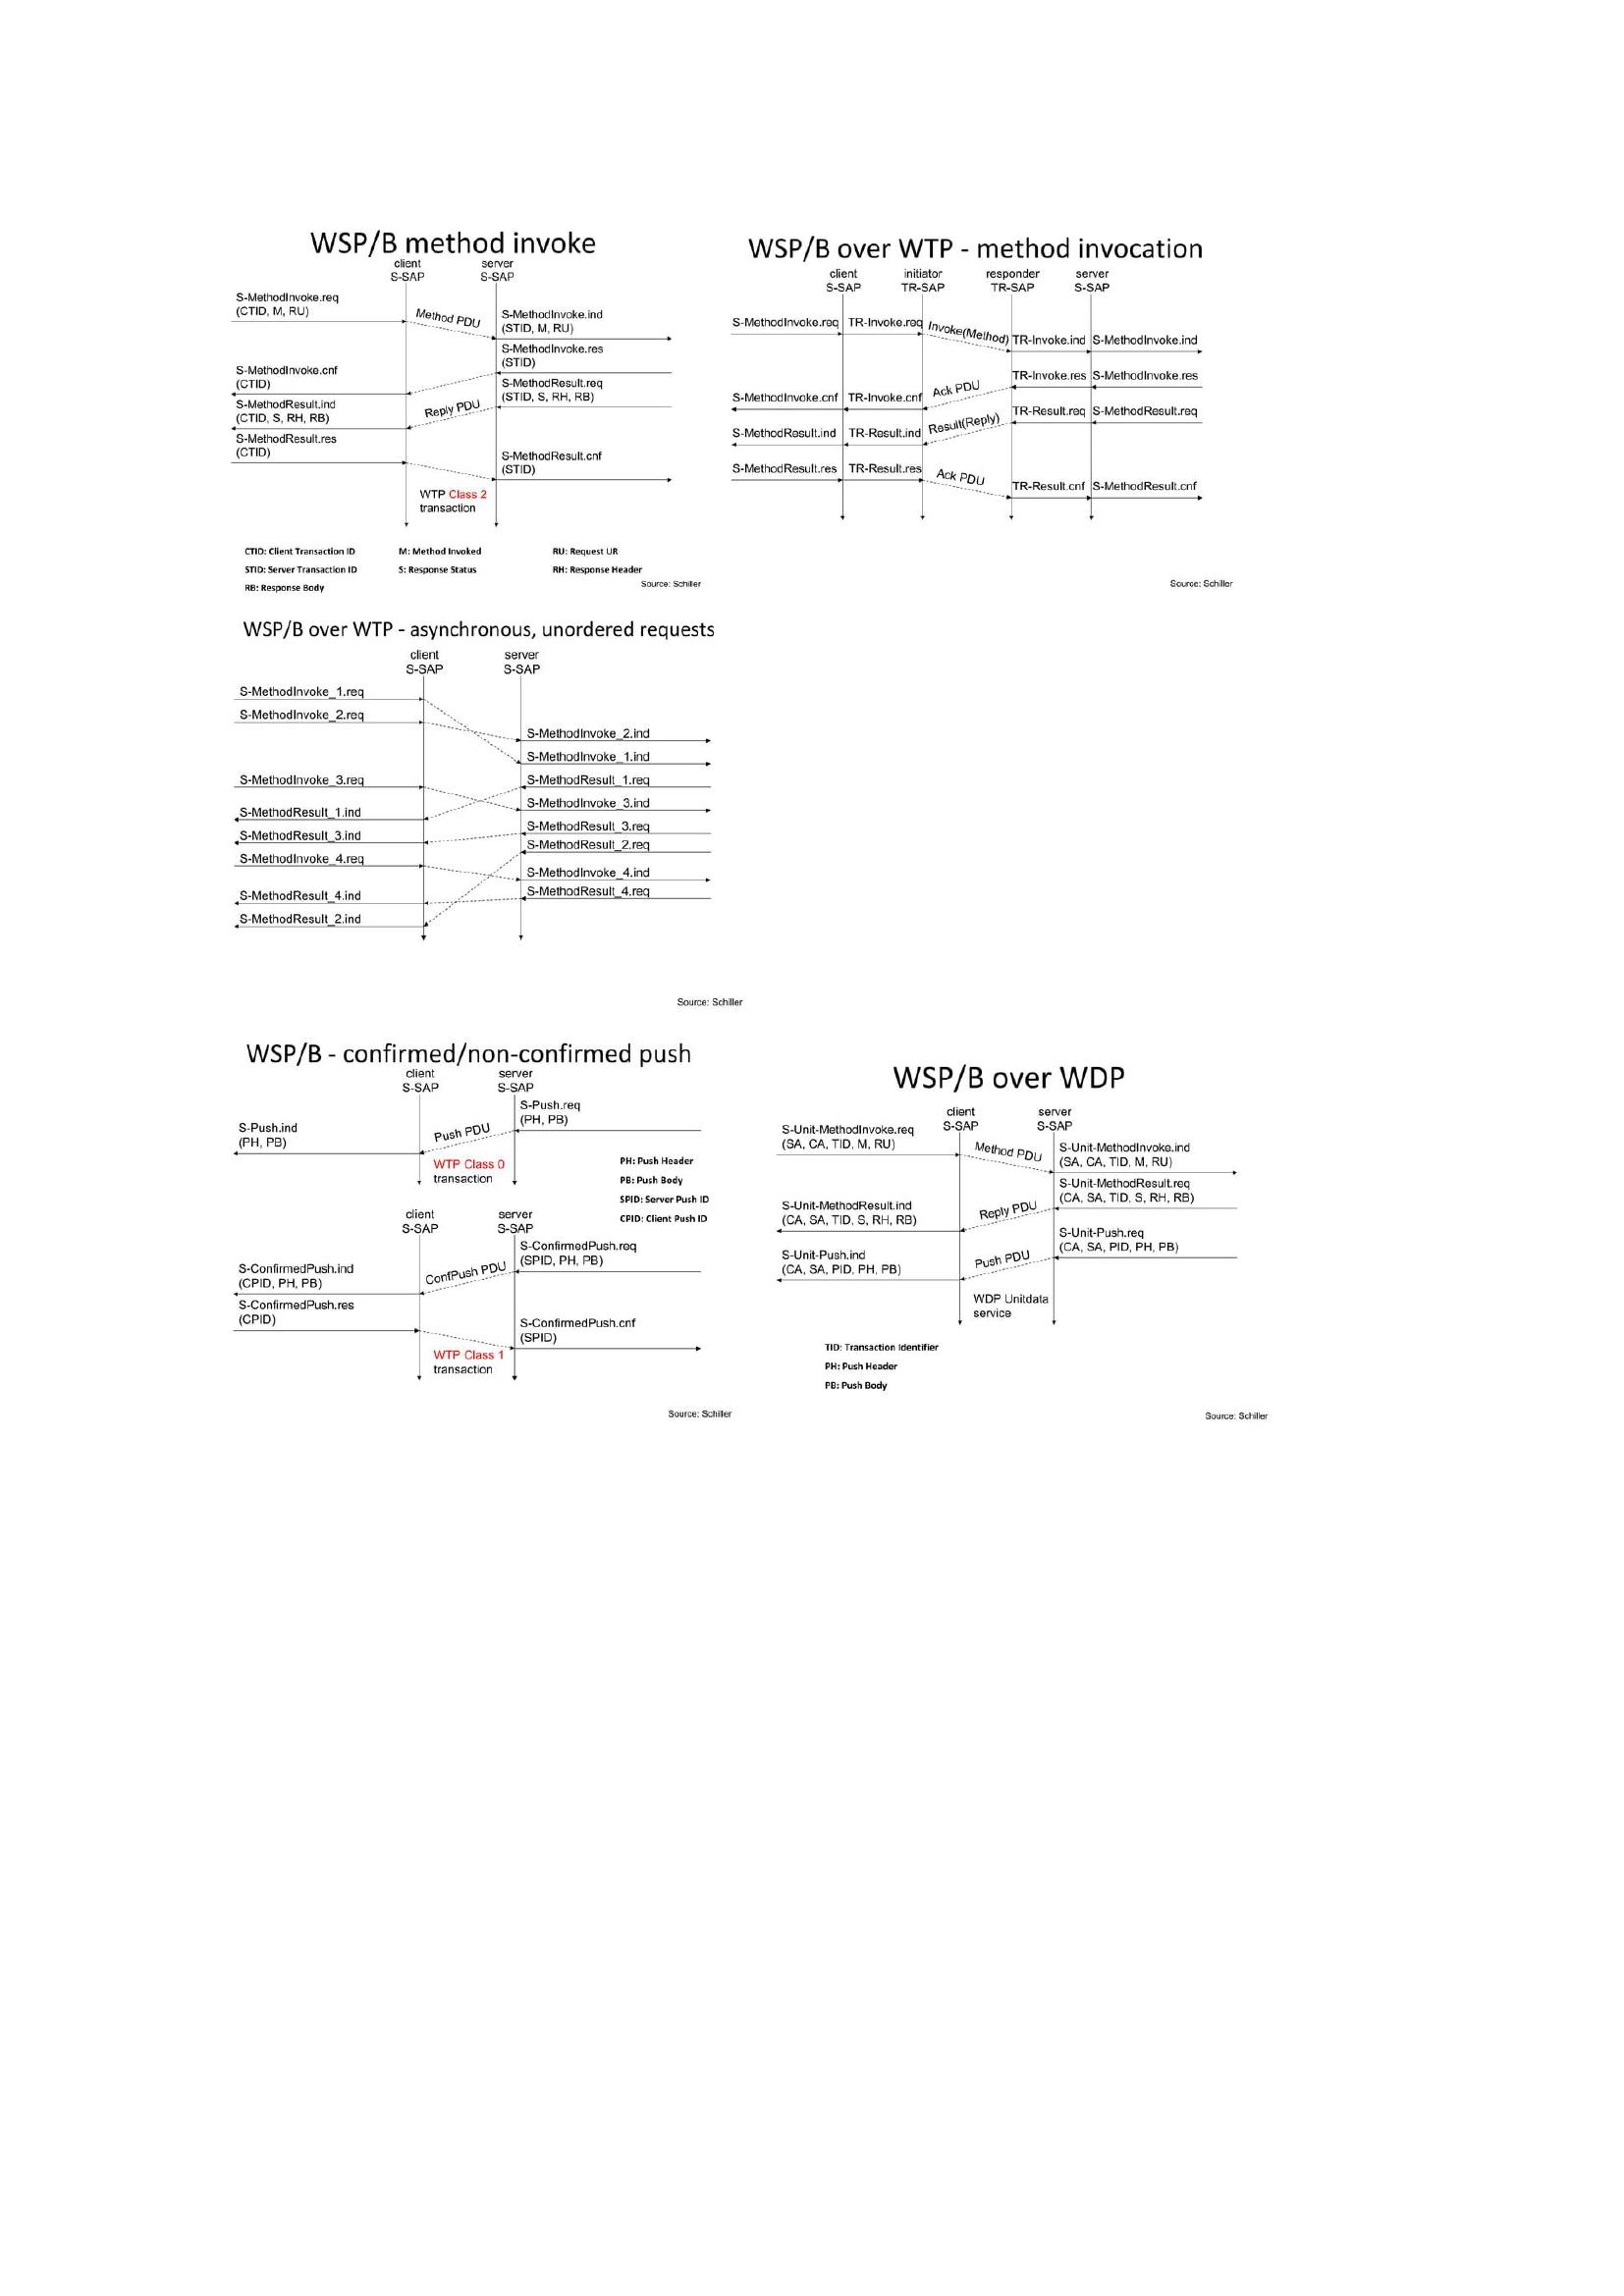 WSP/B method invoke
client
S-SAP
server
S-SAP
S-MethodInvoke.req
(CTID, M, RU)
Method PDU
S-MethodInvoke.ind
(STID, M, RU)
S-MethodInvoke.res
(STID)
S-MethodInvoke.cnf
(CTID)
S-MethodResult.req
(STID, S, RH, RB)
S-MethodResult.ind
(CTID, S, RH, RB)
Reply PDU
S-MethodResult.res
(CTID)
S-MethodResult.cnf
(STID)
WTP Class 2
transaction
CTID: Client Transaction ID
M: Method Invoked
RU: Request UR
STID: Server Transaction ID
S: Response Status
RH: Response Header
RB: Response Body
Source: Schiller
WSP/B over WTP - method invocation
client
S-SAP
initiator
TR-SAP
responder
TR-SAP
server
S-SAP
S-MethodInvoke.req
TR-Invoke.req
Invoke(Method)
TR-Invoke.ind
S-MethodInvoke.ind
TR-Invoke.res
S-MethodInvoke.res
Ack PDU
S-MethodInvoke.cnf
TR-Invoke.cnf
TR-Result.req
S-MethodResult.req
Result(Reply)
S-MethodResult.ind
TR-Result.ind
S-MethodResult.res
TR-Result.res
Ack PDU
TR-Result.cnf
S-MethodResult.cnf
Source: Schiller
WSP/B over WTP - asynchronous, unordered requests
client
S-SAP
server
S-SAP
S-MethodInvoke_1.req
S-MethodInvoke_2.req
S-MethodInvoke_2.ind
S-MethodInvoke_1.ind
S-MethodInvoke_3.req
S-MethodResult_1.req
S-MethodInvoke_3.ind
S-MethodResult_1.ind
S-MethodResult_3.req
S-MethodResult_3.ind
S-MethodResult_2.req
S-MethodInvoke_4.req
S-MethodInvoke_4.ind
S-MethodResult_4.req
S-MethodResult_4.ind
S-MethodResult_2.ind
Source: Schiller
WSP/B - confirmed/non-confirmed push
client
S-SAP
server
S-SAP
S-Push.req
(PH, PB)
S-Push.ind
(PH, PB)
Push PDU
WTP Class 0
transaction
PH: Push Header
PB: Push Body
SPID: Server Push ID
CPID: Client Push ID
client
S-SAP
server
S-SAP
S-ConfirmedPush.req
(SPID, PH, PB)
S-ConfirmedPush.ind
(CPID, PH, PB)
ConfPush PDU
S-ConfirmedPush.res
(CPID)
S-ConfirmedPush.cnf
(SPID)
WTP Class 1
transaction
Source: Schiller
WSP/B over WDP
client
S-SAP
server
S-SAP
S-Unit-MethodInvoke.req
(SA, CA, TID, M, RU)
Method PDU
S-Unit-MethodInvoke.ind
(SA, CA, TID, M, RU)
S-Unit-MethodResult.req
(CA, SA, TID, S, RH, RB)
S-Unit-MethodResult.ind
(CA, SA, TID, S, RH, RB)
Reply PDU
S-Unit-Push.req
(CA, SA, PID, PH, PB)
S-Unit-Push.ind
(CA, SA, PID, PH, PB)
Push PDU
WDP Unitdata
service
TID: Transaction Identifier
PH: Push Header
PB: Push Body
Source: Schiller